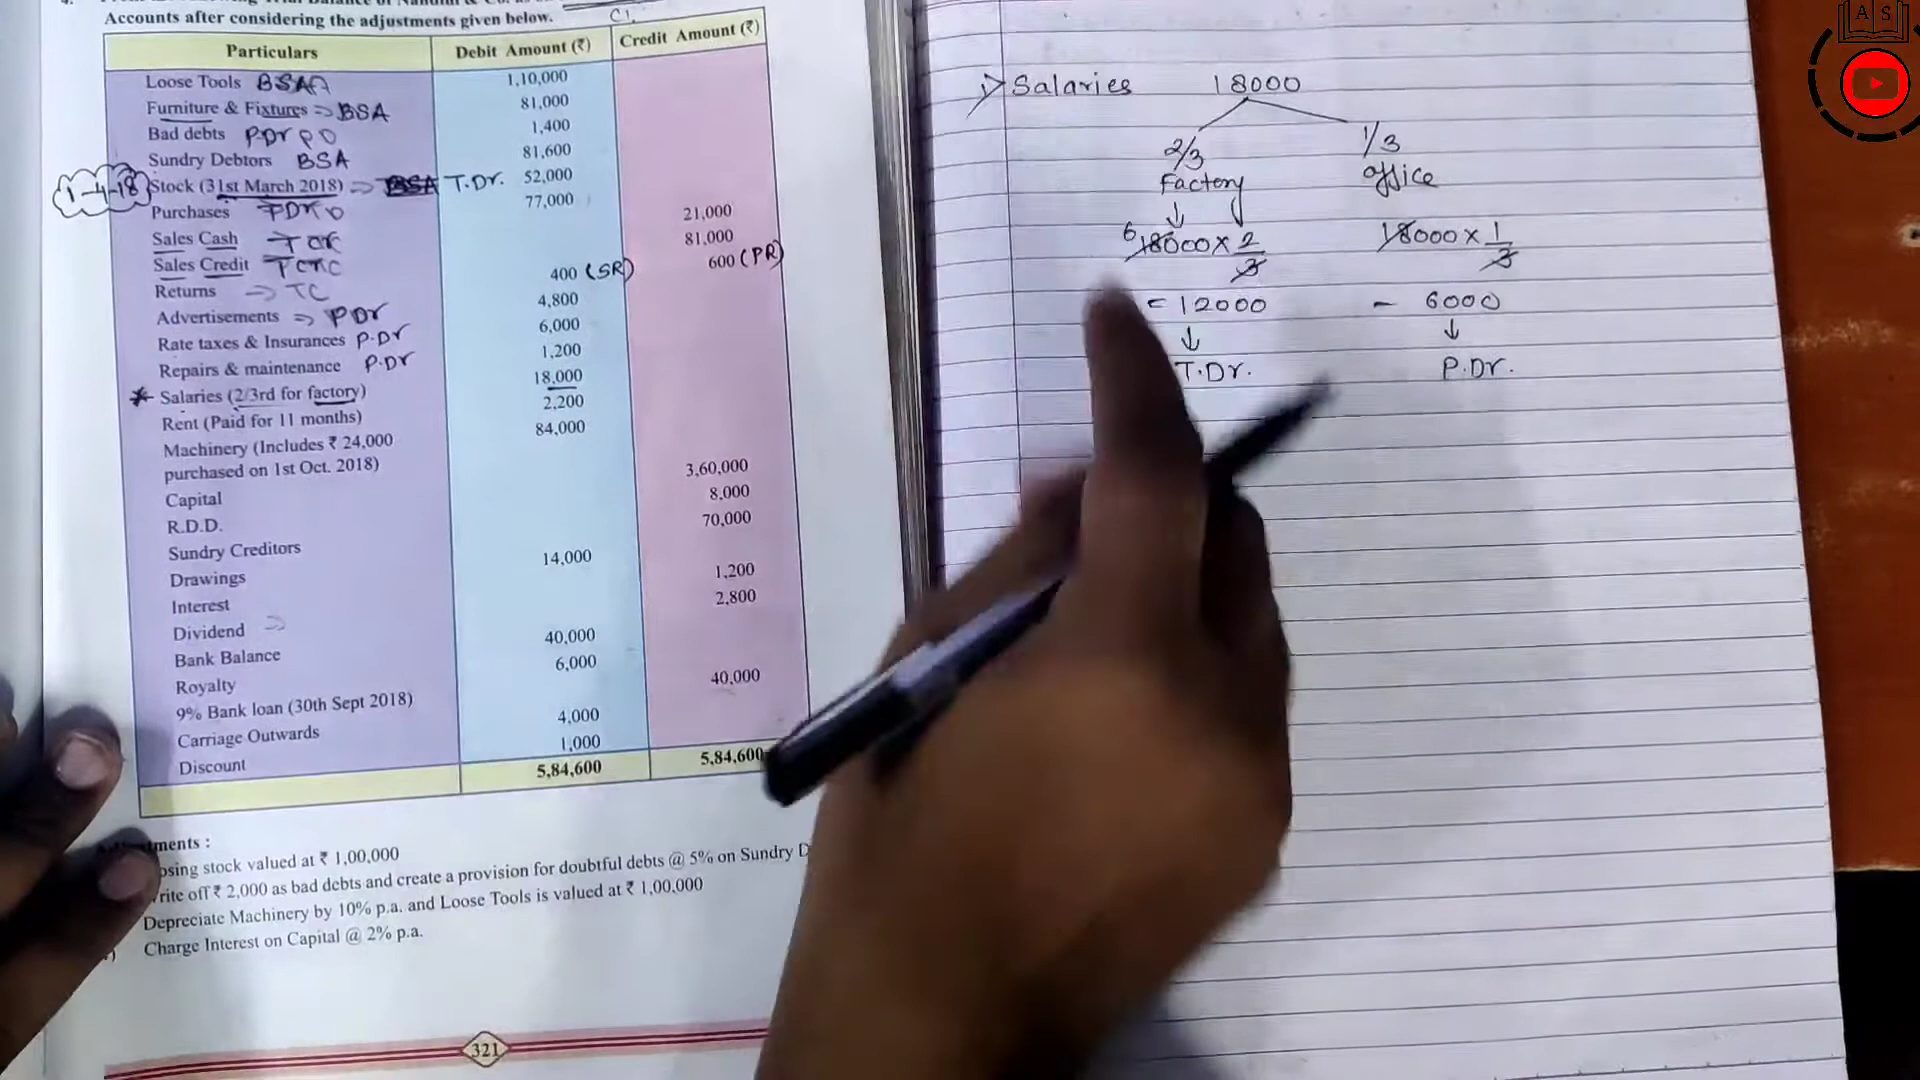 Accounts after considering the adjustments given below.
Particulars Debit Amount (₹) Credit Amount (₹)
Loose Tools BSA 1,10,000
Furniture & Fixtures ⇒ BSA 81,000
Bad debts P.Dr 1,400
Sundry Debtors BSA 81,600
1-4-18 Stock (31st March 2018) ⇒ BSA T.Dr. 52,000
Purchases 77,000
Sales Cash 21,000
Sales Credit 81,000
Returns ⇒ TC 400 (SR) 600 (PR)
Advertisements ⇒ PDr 4,800
Rate taxes & Insurances P.Dr 6,000
Repairs & maintenance P.Dr 1,200
Salaries (2/3rd for factory) 18,000
Rent (Paid for 11 months) 2,200
Machinery (Includes ₹ 24,000 84,000
purchased on 1st Oct. 2018)
Capital 3,60,000
R.D.D. 8,000
Sundry Creditors 70,000
Drawings 14,000
Interest 1,200
Dividend ⇒ 2,800
Bank Balance 40,000
Royalty 6,000
9% Bank loan (30th Sept 2018) 40,000
Carriage Outwards 4,000
Discount 1,000
5,84,600 5,84,600
ments :
osing stock valued at ₹ 1,00,000
rite off ₹ 2,000 as bad debts and create a provision for doubtful debts @ 5% on Sundry D
Depreciate Machinery by 10% p.a. and Loose Tools is valued at ₹ 1,00,000
Charge Interest on Capital @ 2% p.a.
321
Salaries 18000
2/3 1/3
Factory office
6 18000 × 2/3 18000 × 1/3
= 12000 - 6000
↓ ↓
T.Dr. P.Dr.
A S